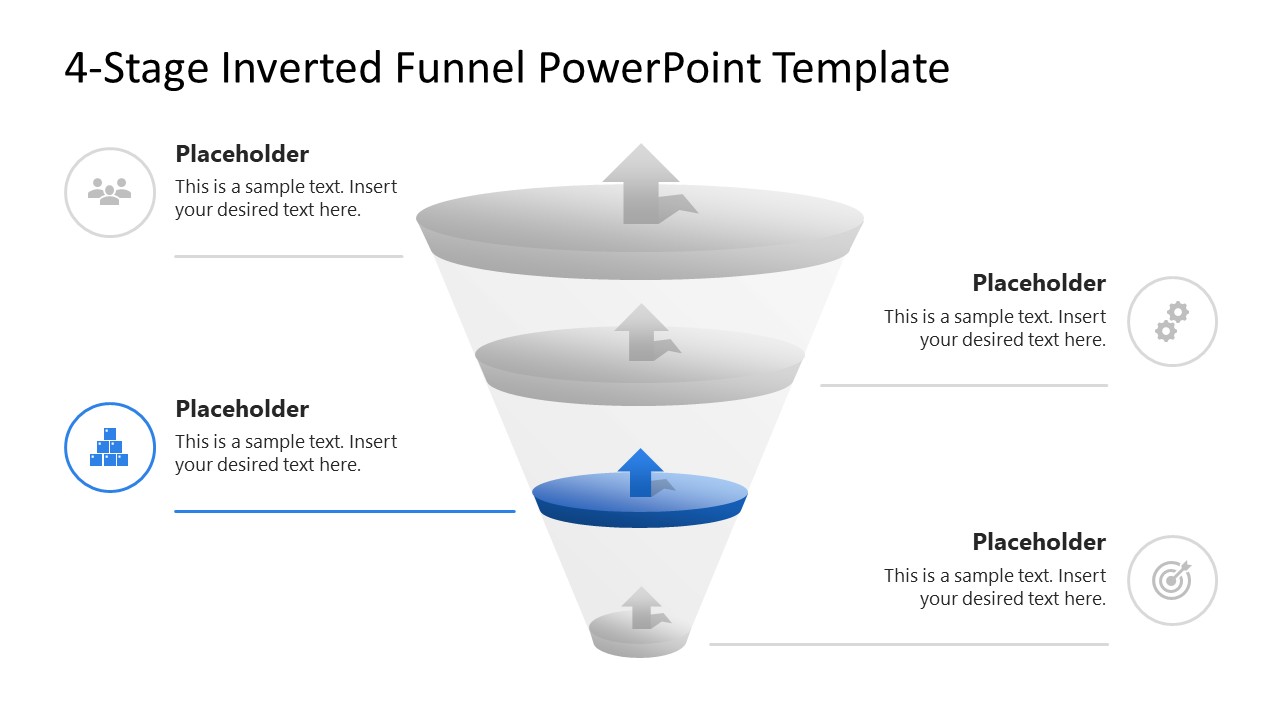 4-Stage Inverted Funnel PowerPoint Template
Placeholder
This is a sample text. Insert
your desired text here.
Placeholder
This is a sample text. Insert
your desired text here.
Placeholder
This is a sample text. Insert
your desired text here.
Placeholder
This is a sample text. Insert
your desired text here.